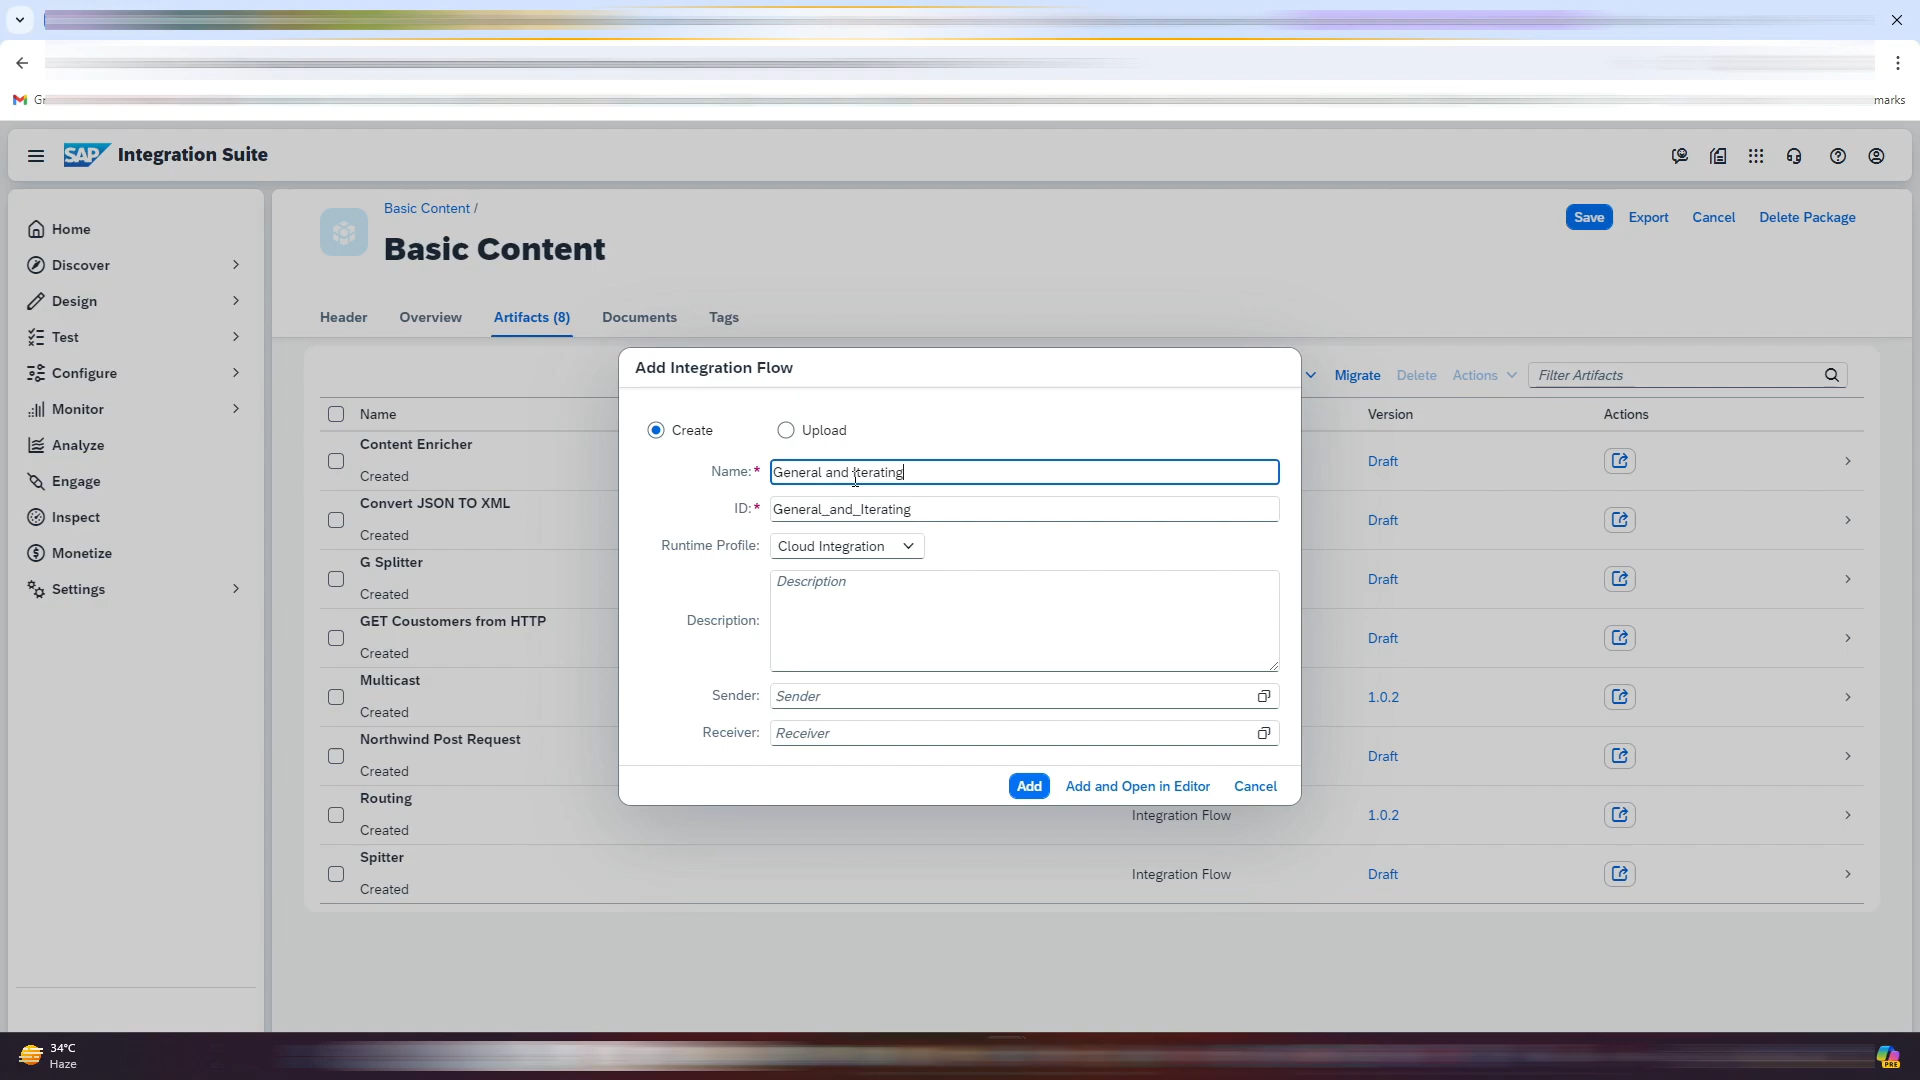 marks
SAP Integration Suite
Home
Discover
Design
Test
Configure
Monitor
Analyze
Engage
Inspect
Monetize
Settings
Basic Content /
Basic Content
Save Export Cancel Delete Package
Header Overview Artifacts (8) Documents Tags
Migrate Delete Actions Filter Artifacts
Name Version Actions
Content Enricher
Created
Draft
Convert JSON TO XML
Created
Draft
G Splitter
Created
Draft
GET Coustomers from HTTP
Created
Draft
Multicast
Created
1.0.2
Northwind Post Request
Created
Draft
Routing
Created
Integration Flow 1.0.2
Spitter
Created
Integration Flow Draft
Add Integration Flow
Create Upload
Name:* General and Iterating
ID:* General_and_Iterating
Runtime Profile: Cloud Integration
Description: Description
Sender: Sender
Receiver: Receiver
Add Add and Open in Editor Cancel
34°C
Haze
PRE